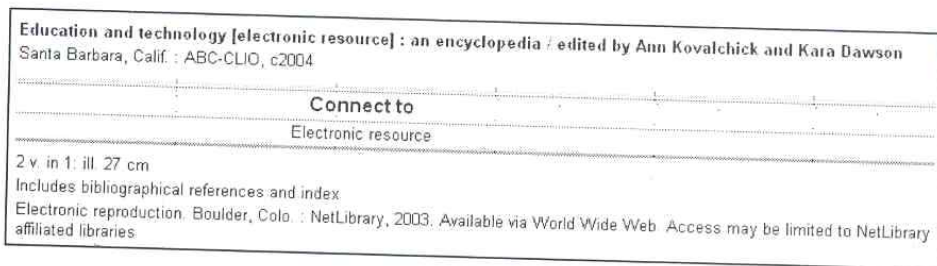 Education and technology [electronic resource] : an encyclopedia / edited by Ann Kovalchick and Kara Dawson
Santa Barbara, Calif. : ABC-CLIO, c2004
Connect to
Electronic resource
2 v. in 1: ill. 27 cm
Includes bibliographical references and index
Electronic reproduction. Boulder, Colo. : NetLibrary, 2003. Available via World Wide Web. Access may be limited to NetLibrary
affiliated libraries